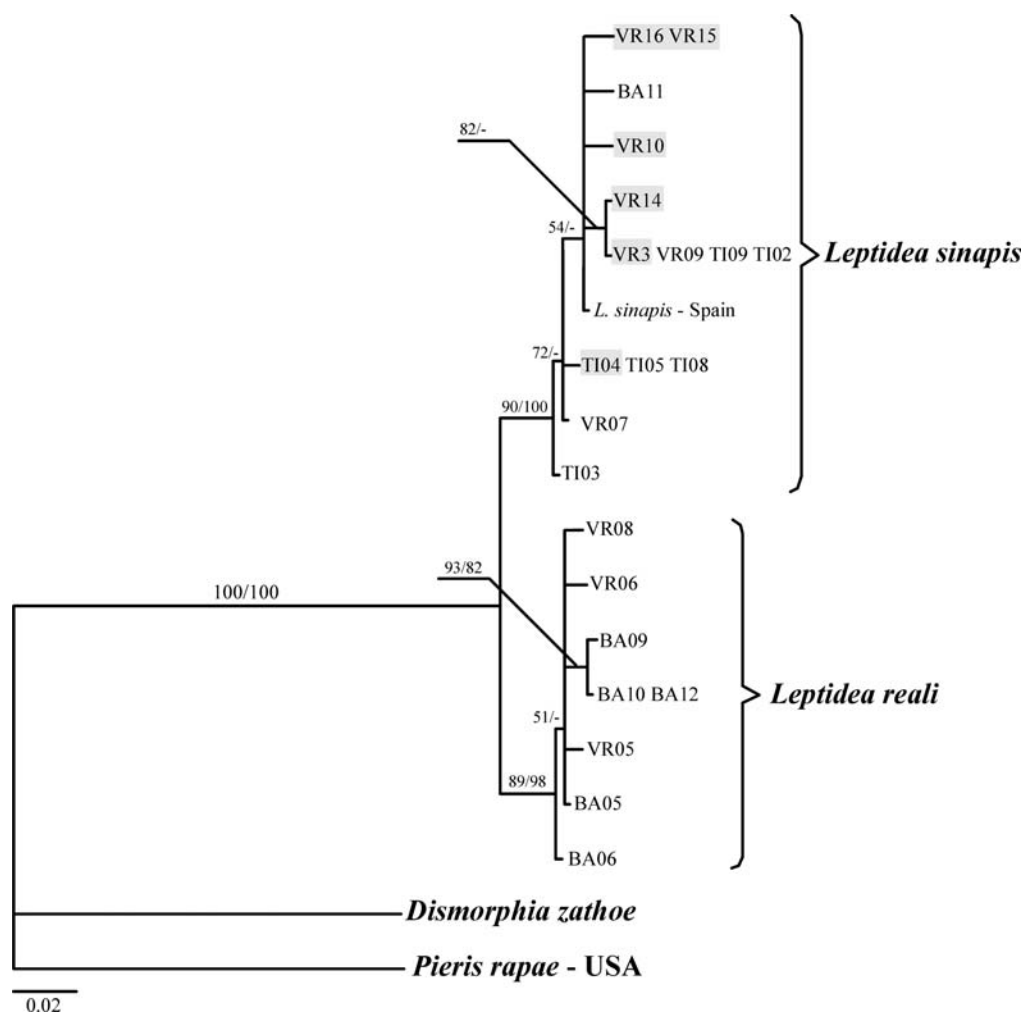 VR16 VR15
BA11
82/-
VR10
VR14
54/-
VR3 VR09 TI09 TI02
Leptidea sinapis
L. sinapis - Spain
72/-
TI04 TI05 TI08
90/100
VR07
TI03
VR08
93/82
VR06
100/100
BA09
BA10 BA12
Leptidea reali
51/-
VR05
89/98
BA05
BA06
Dismorphia zathoe
Pieris rapae - USA
0.02